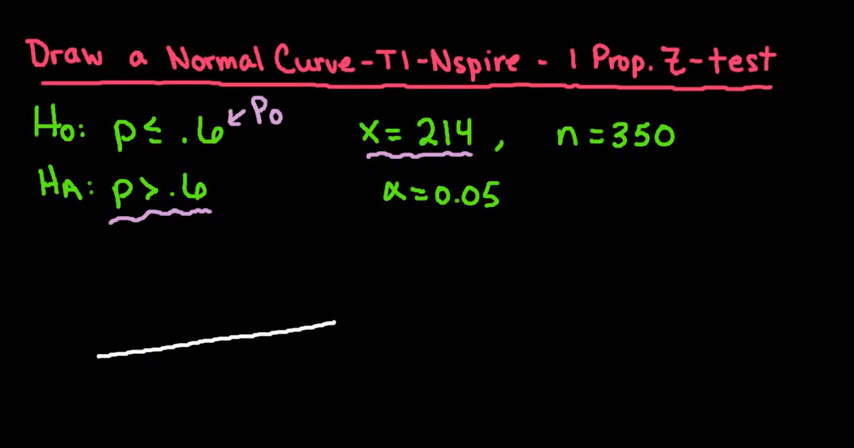 Draw a Normal Curve-TI-Nspire - 1 Prop. Z-test
H0: p ≤ .6 ↙ P0 x = 214 , n = 350
HA: p > .6 α = 0.05